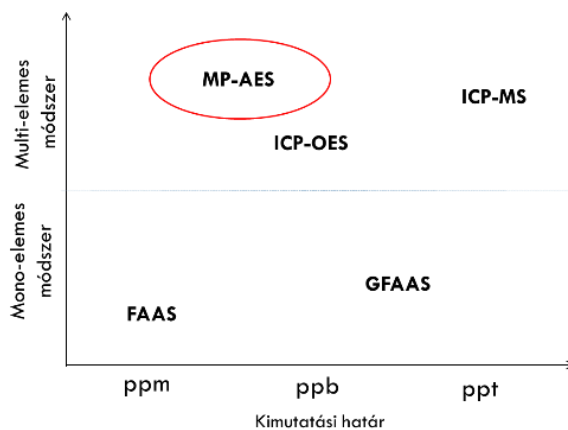 Multi-elemes
módszer
MP-AES
ICP-MS
ICP-OES
Mono-elemes
módszer
GFAAS
FAAS
ppm
ppb
ppt
Kimutatási határ